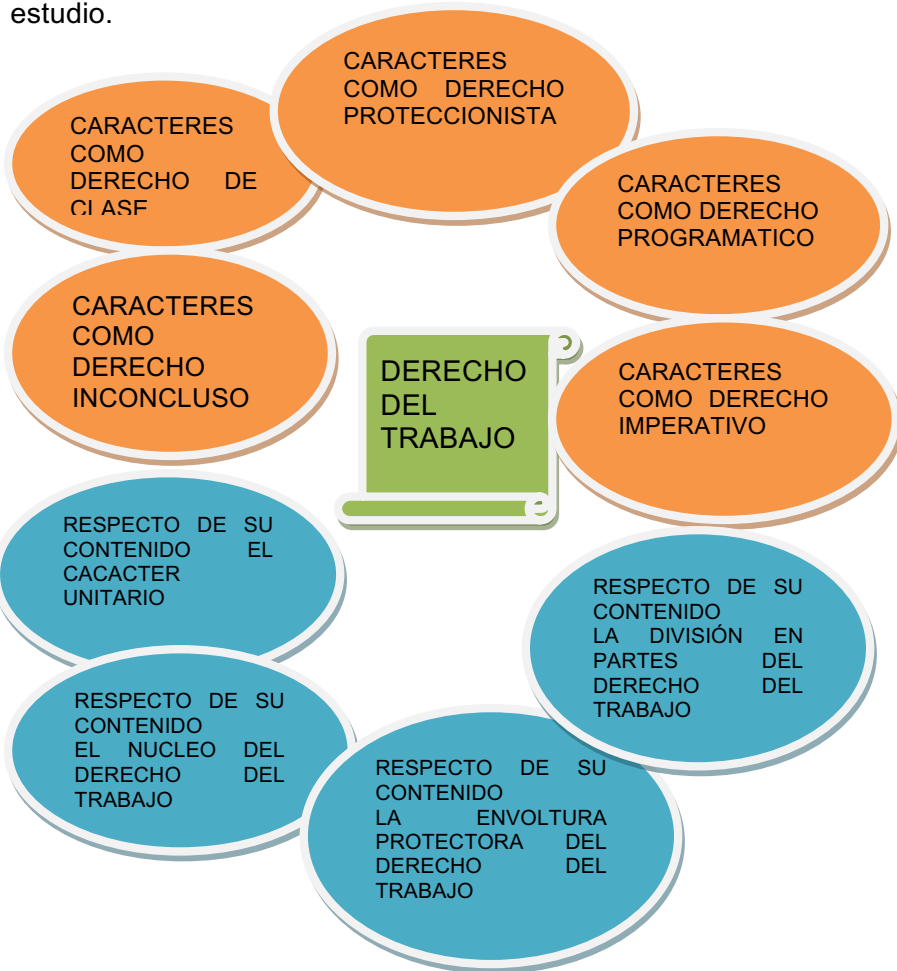 estudio.
CARACTERES
COMO DERECHO
PROTECCIONISTA
CARACTERES
COMO
DERECHO DE
CLASE
CARACTERES
COMO DERECHO
PROGRAMATICO
CARACTERES
COMO
DERECHO
INCONCLUSO
DERECHO
DEL
TRABAJO
CARACTERES
COMO DERECHO
IMPERATIVO
RESPECTO DE SU
CONTENIDO EL
CACACTER
UNITARIO
RESPECTO DE SU
CONTENIDO
LA DIVISIÓN EN
PARTES DEL
DERECHO DEL
TRABAJO
RESPECTO DE SU
CONTENIDO
EL NUCLEO DEL
DERECHO DEL
TRABAJO
RESPECTO DE SU
CONTENIDO
LA ENVOLTURA
PROTECTORA DEL
DERECHO DEL
TRABAJO